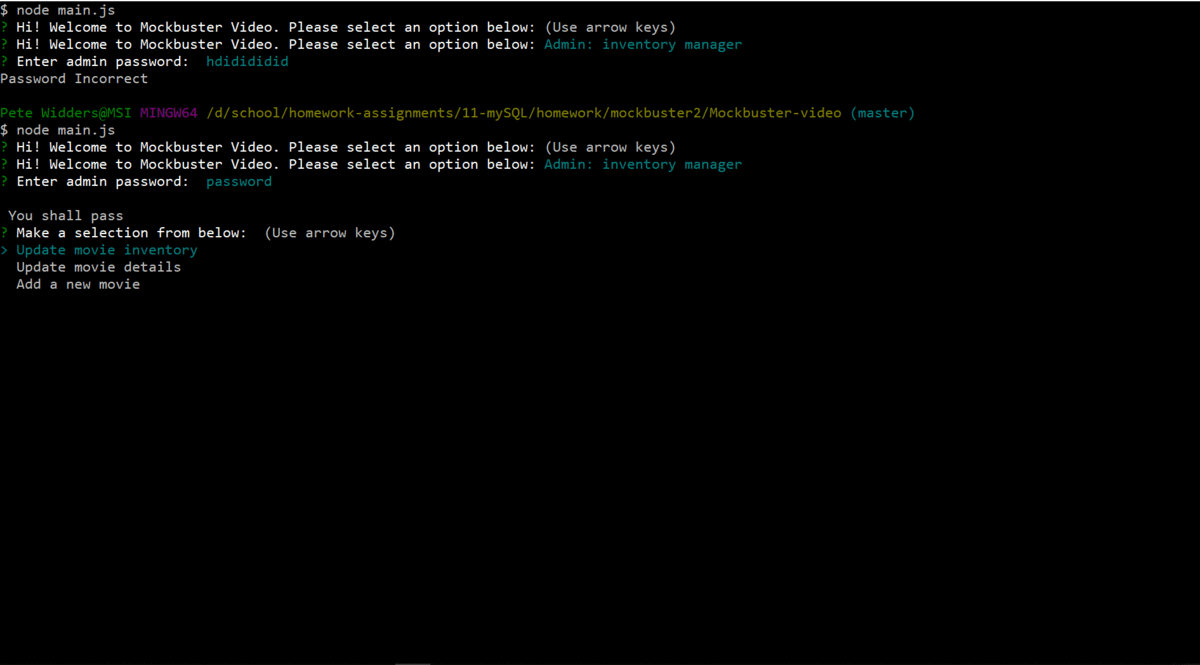 $ node main.js
? Hi! Welcome to Mockbuster Video. Please select an option below: (Use arrow keys)
? Hi! Welcome to Mockbuster Video. Please select an option below: Admin: inventory manager
? Enter admin password:  hdidididid
Password Incorrect
Pete Widders@MSI MINGW64 /d/school/homework-assignments/11-mySQL/homework/mockbuster2/Mockbuster-video (master)
$ node main.js
? Hi! Welcome to Mockbuster Video. Please select an option below: (Use arrow keys)
? Hi! Welcome to Mockbuster Video. Please select an option below: Admin: inventory manager
? Enter admin password:  password
You shall pass
? Make a selection from below:  (Use arrow keys)
> Update movie inventory
Update movie details
Add a new movie